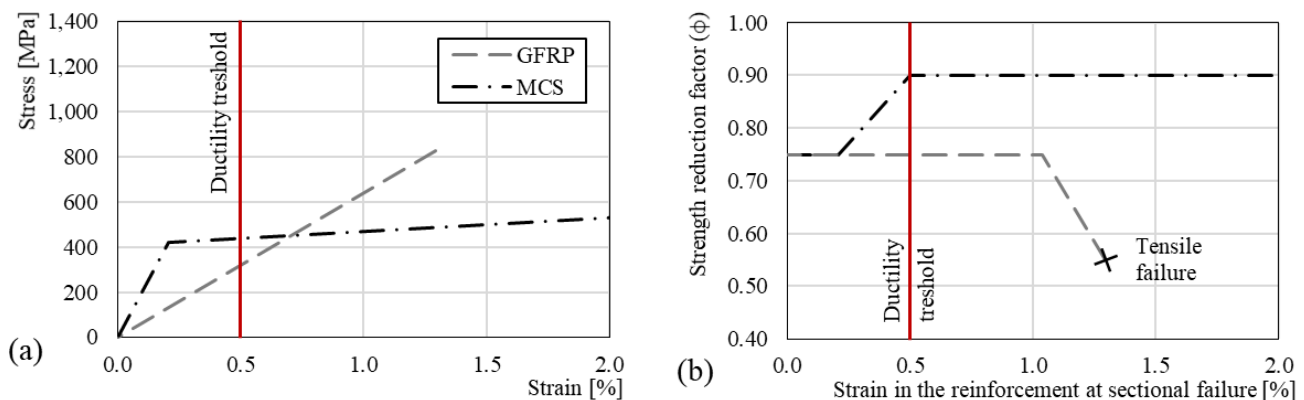 Stress [MPa]
1,400
1,200
1,000
800
600
400
200
0
Ductility treshold
GFRP
MCS
0.0
0.5
1.0
1.5
2.0
Strain [%]
(a)
Strength reduction factor (ϕ)
1.00
0.90
0.80
0.70
0.60
0.50
0.40
Ductility
treshold
Tensile
failure
0.0
0.5
1.0
1.5
2.0
Strain in the reinforcement at sectional failure [%]
(b)